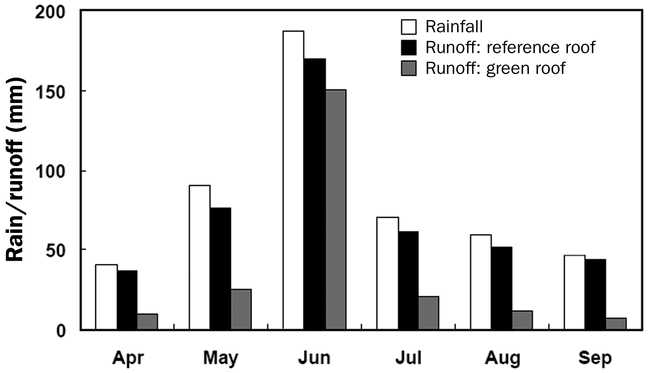 Rain/runoff (mm)
200
150
100
50
0
Rainfall
Runoff: reference roof
Runoff: green roof
Apr May Jun Jul Aug Sep